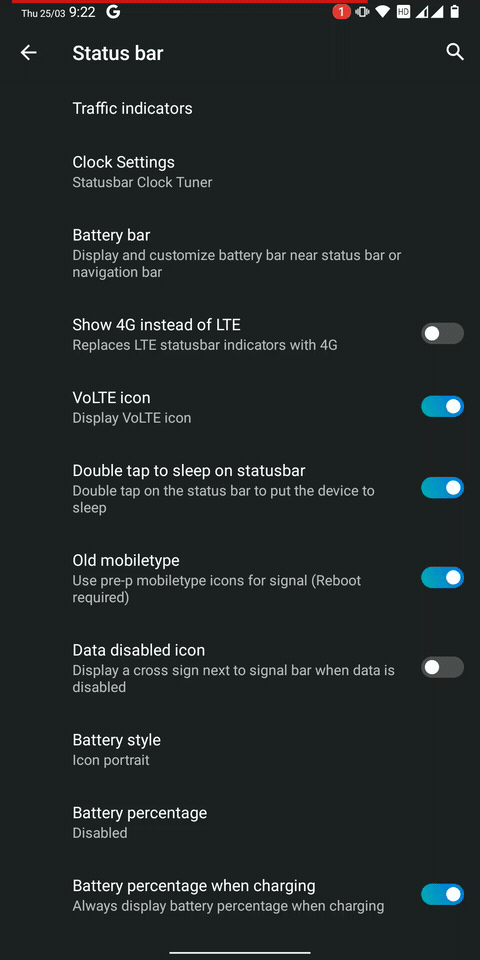 Thu 25/03 9:22 G 1 HD
Status bar
Traffic indicators
Clock Settings
Statusbar Clock Tuner
Battery bar
Display and customize battery bar near status bar or
navigation bar
Show 4G instead of LTE
Replaces LTE statusbar indicators with 4G
VoLTE icon
Display VoLTE icon
Double tap to sleep on statusbar
Double tap on the status bar to put the device to
sleep
Old mobiletype
Use pre-p mobiletype icons for signal (Reboot
required)
Data disabled icon
Display a cross sign next to signal bar when data is
disabled
Battery style
Icon portrait
Battery percentage
Disabled
Battery percentage when charging
Always display battery percentage when charging